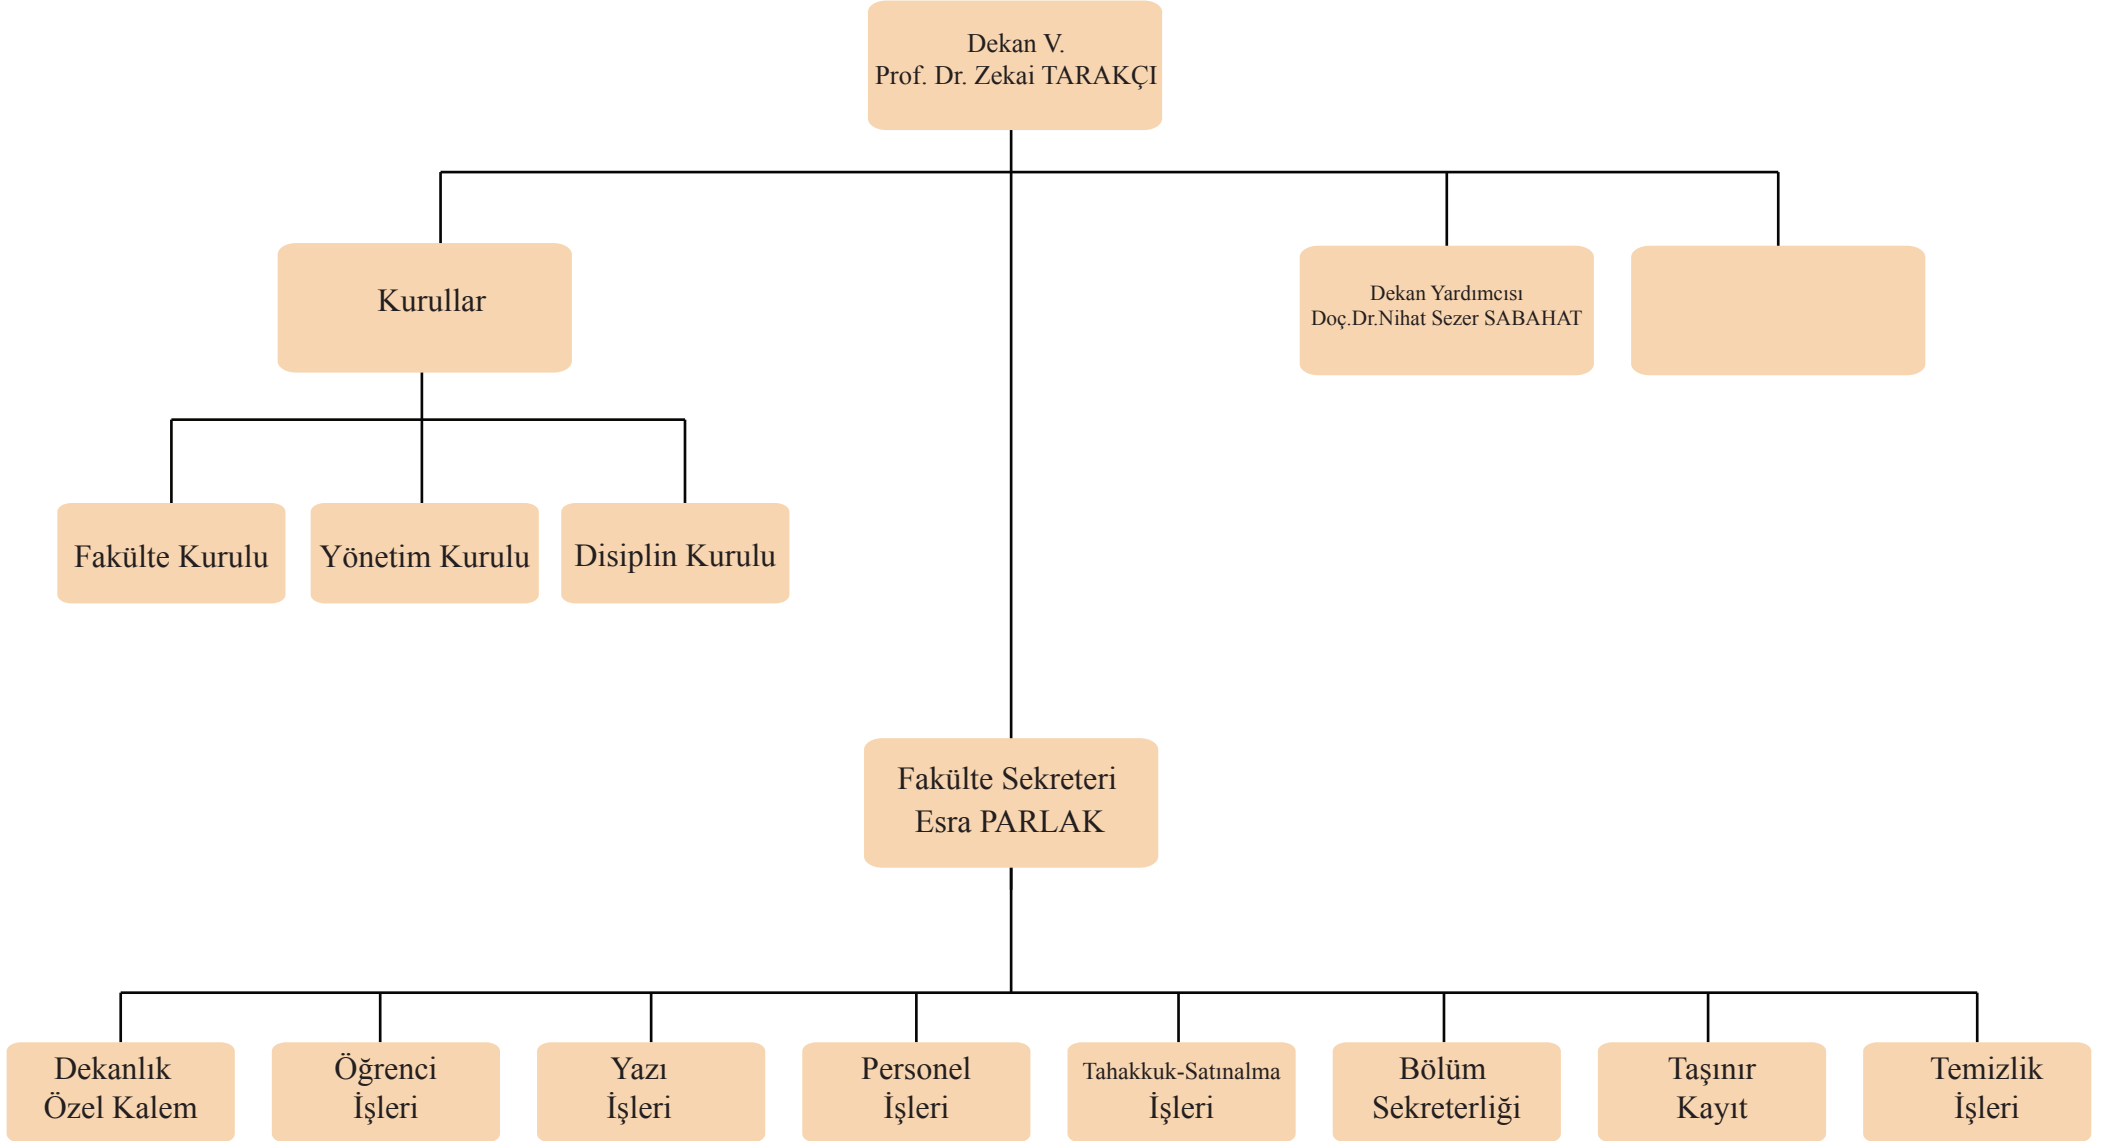 Dekan V.
Prof. Dr. Zekai TARAKÇI
Kurullar
Dekan Yardımcısı
Doç.Dr.Nihat Sezer SABAHAT
Fakülte Kurulu
Yönetim Kurulu
Disiplin Kurulu
Fakülte Sekreteri
Esra PARLAK
Dekanlık
Özel Kalem
Öğrenci
İşleri
Yazı
İşleri
Personel
İşleri
Tahakkuk-Satınalma
İşleri
Bölüm
Sekreterliği
Taşınır
Kayıt
Temizlik
İşleri